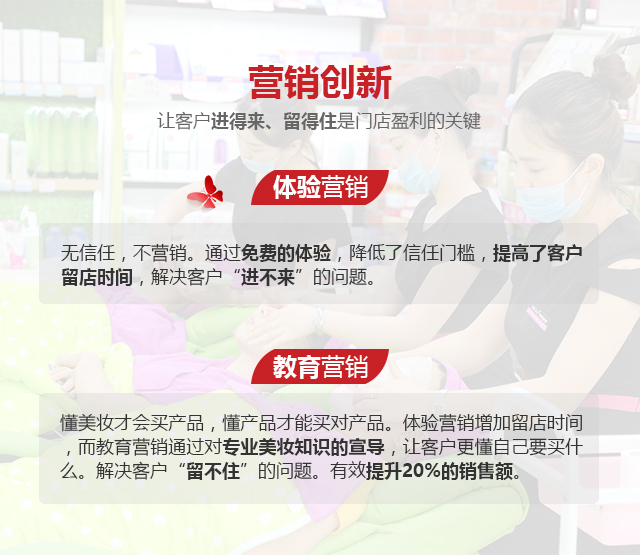 营销创新
让客户进得来、留得住是门店盈利的关键
体验营销
无信任，不营销。通过免费的体验，降低了信任门槛，提高了客户
留店时间，解决客户“进不来”的问题。
教育营销
懂美妆才会买产品，懂产品才能买对产品。体验营销增加留店时间
，而教育营销通过对专业美妆知识的宣导，让客户更懂自己要买什
么。解决客户“留不住”的问题。有效提升20%的销售额。